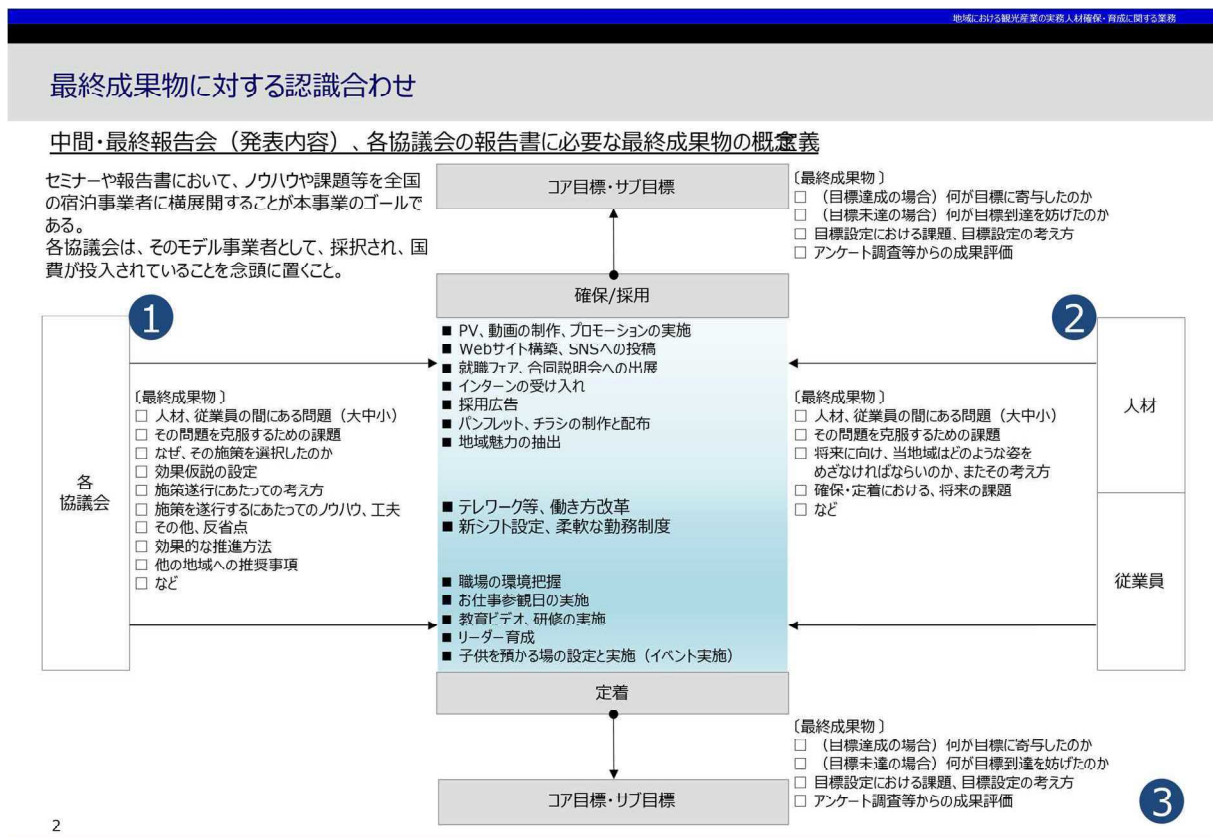 地域における観光産業の実務人材確保・育成に関する業務
最終成果物に対する認識合わせ
中間・最終報告会（発表内容）、各協議会の報告書に必要な最終成果物の概念定義
セミナーや報告書において、ノウハウや課題等を全国
の宿泊事業者に横展開することが本事業のゴールで
ある。
各協議会は、そのモデル事業者として、採択され、国
費が投入されていることを念頭に置くこと。
コア目標・サブ目標
〔最終成果物〕
□ （目標達成の場合）何が目標に寄与したのか
□ （目標未達の場合）何が目標到達を妨げたのか
□ 目標設定における課題、目標設定の考え方
□ アンケート調査等からの成果評価
確保/採用
1
各
協議会
〔最終成果物〕
□ 人材、従業員の間にある問題（大中小）
□ その問題を克服するための課題
□ なぜ、その施策を選択したのか
□ 効果仮説の設定
□ 施策遂行にあたっての考え方
□ 施策を遂行するにあたってのノウハウ、工夫
□ その他、反省点
□ 効果的な推進方法
□ 他の地域への推奨事項
□ など
■ PV、動画の制作、プロモーションの実施
■ Webサイト構築、SNSへの投稿
■ 就職フェア、合同説明会への出展
■ インターンの受け入れ
■ 採用広告
■ パンフレット、チラシの制作と配布
■ 地域魅力の抽出
■ テレワーク等、働き方改革
■ 新シフト設定、柔軟な勤務制度
■ 職場の環境把握
■ お仕事参観日の実施
■ 教育ビデオ、研修の実施
■ リーダー育成
■ 子供を預かる場の設定と実施（イベント実施）
2
〔最終成果物〕
□ 人材、従業員の間にある問題（大中小）
□ その問題を克服するための課題
□ 将来に向け、当地域はどのような姿を
めざなければならいのか、またその考え方
□ 確保・定着における、将来の課題
□ など
人材
従業員
定着
〔最終成果物〕
□ （目標達成の場合）何が目標に寄与したのか
□ （目標未達の場合）何が目標到達を妨げたのか
□ 目標設定における課題、目標設定の考え方
□ アンケート調査等からの成果評価
コア目標・サブ目標
3
2